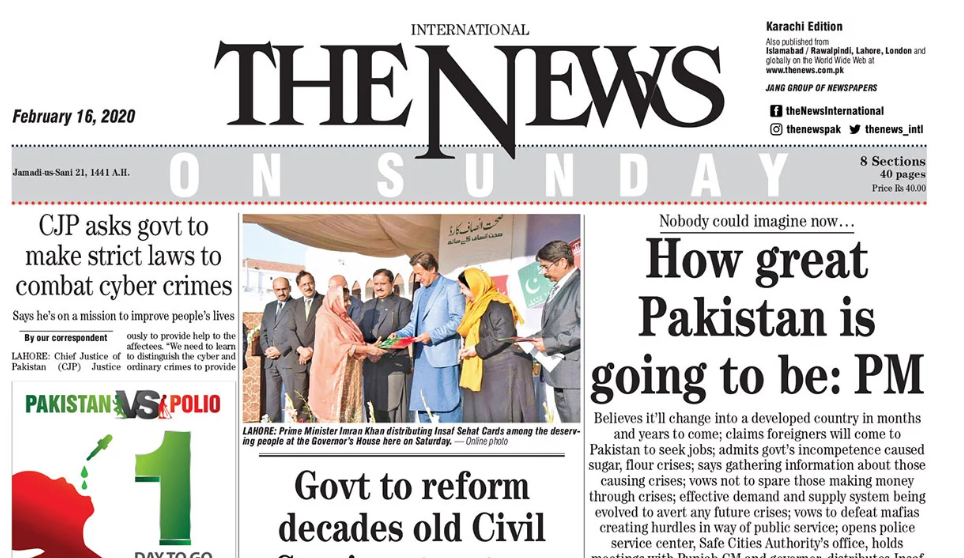 INTERNATIONAL
THE NEWS
ON SUNDAY
February 16, 2020
Jamadi-us-Sani 21, 1441 A.H.
Karachi Edition
Also published from
Islamabad / Rawalpindi, Lahore, London and
globally on the World Wide Web at
www.thenews.com.pk
JANG GROUP OF NEWSPAPERS
theNewsInternational
thenewspak thenews_intl
8 Sections
40 pages
Price Rs 40.00
CJP asks govt to
make strict laws to
combat cyber crimes
Says he's on a mission to improve people's lives
By our correspondent
LAHORE: Chief Justice of
Pakistan (CJP) Justice
ously to provide help to the
affectees. "We need to learn
to distinguish the cyber and
ordinary crimes to provide
PAKISTAN VS POLIO
1
DAY TO GO
صحت انصاف کارڈ
LAHORE: Prime Minister Imran Khan distributing Insaf Sehat Cards among the deserv-
ing people at the Governor's House here on Saturday. — Online photo
Govt to reform
decades old Civil
Nobody could imagine now…
How great
Pakistan is
going to be: PM
Believes it'll change into a developed country in months
and years to come; claims foreigners will come to
Pakistan to seek jobs; admits govt's incompetence caused
sugar, flour crises; says gathering information about those
causing crises; vows not to spare those making money
through crises; effective demand and supply system being
evolved to avert any future crises; vows to defeat mafias
creating hurdles in way of public service; opens police
service center, Safe Cities Authority's office, holds
meetings with Punjab CM and governor, distributes Insaf